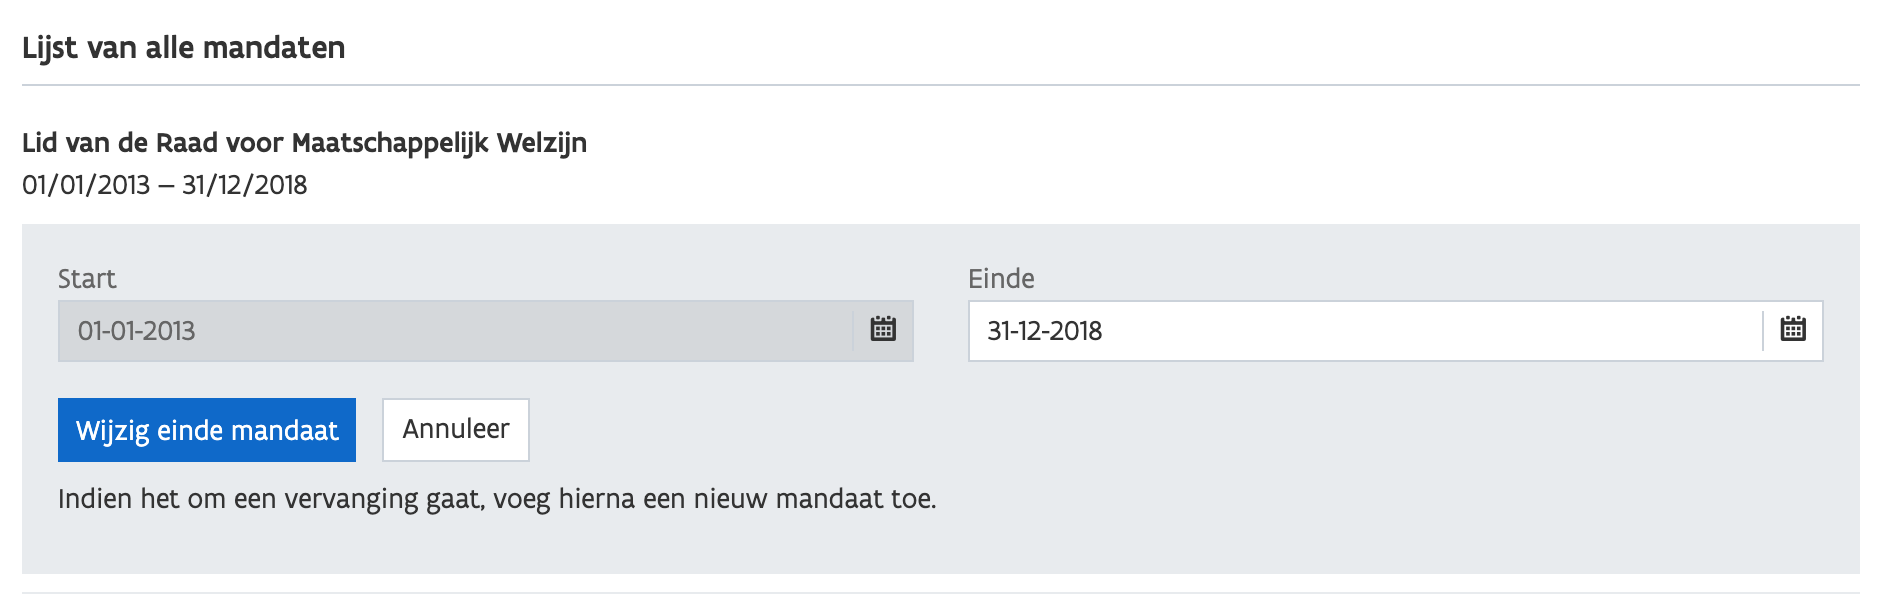 Lijst van alle mandaten
Lid van de Raad voor Maatschappelijk Welzijn
01/01/2013 – 31/12/2018
Start
Einde
01-01-2013
31-12-2018
Wijzig einde mandaat
Annuleer
Indien het om een vervanging gaat, voeg hierna een nieuw mandaat toe.